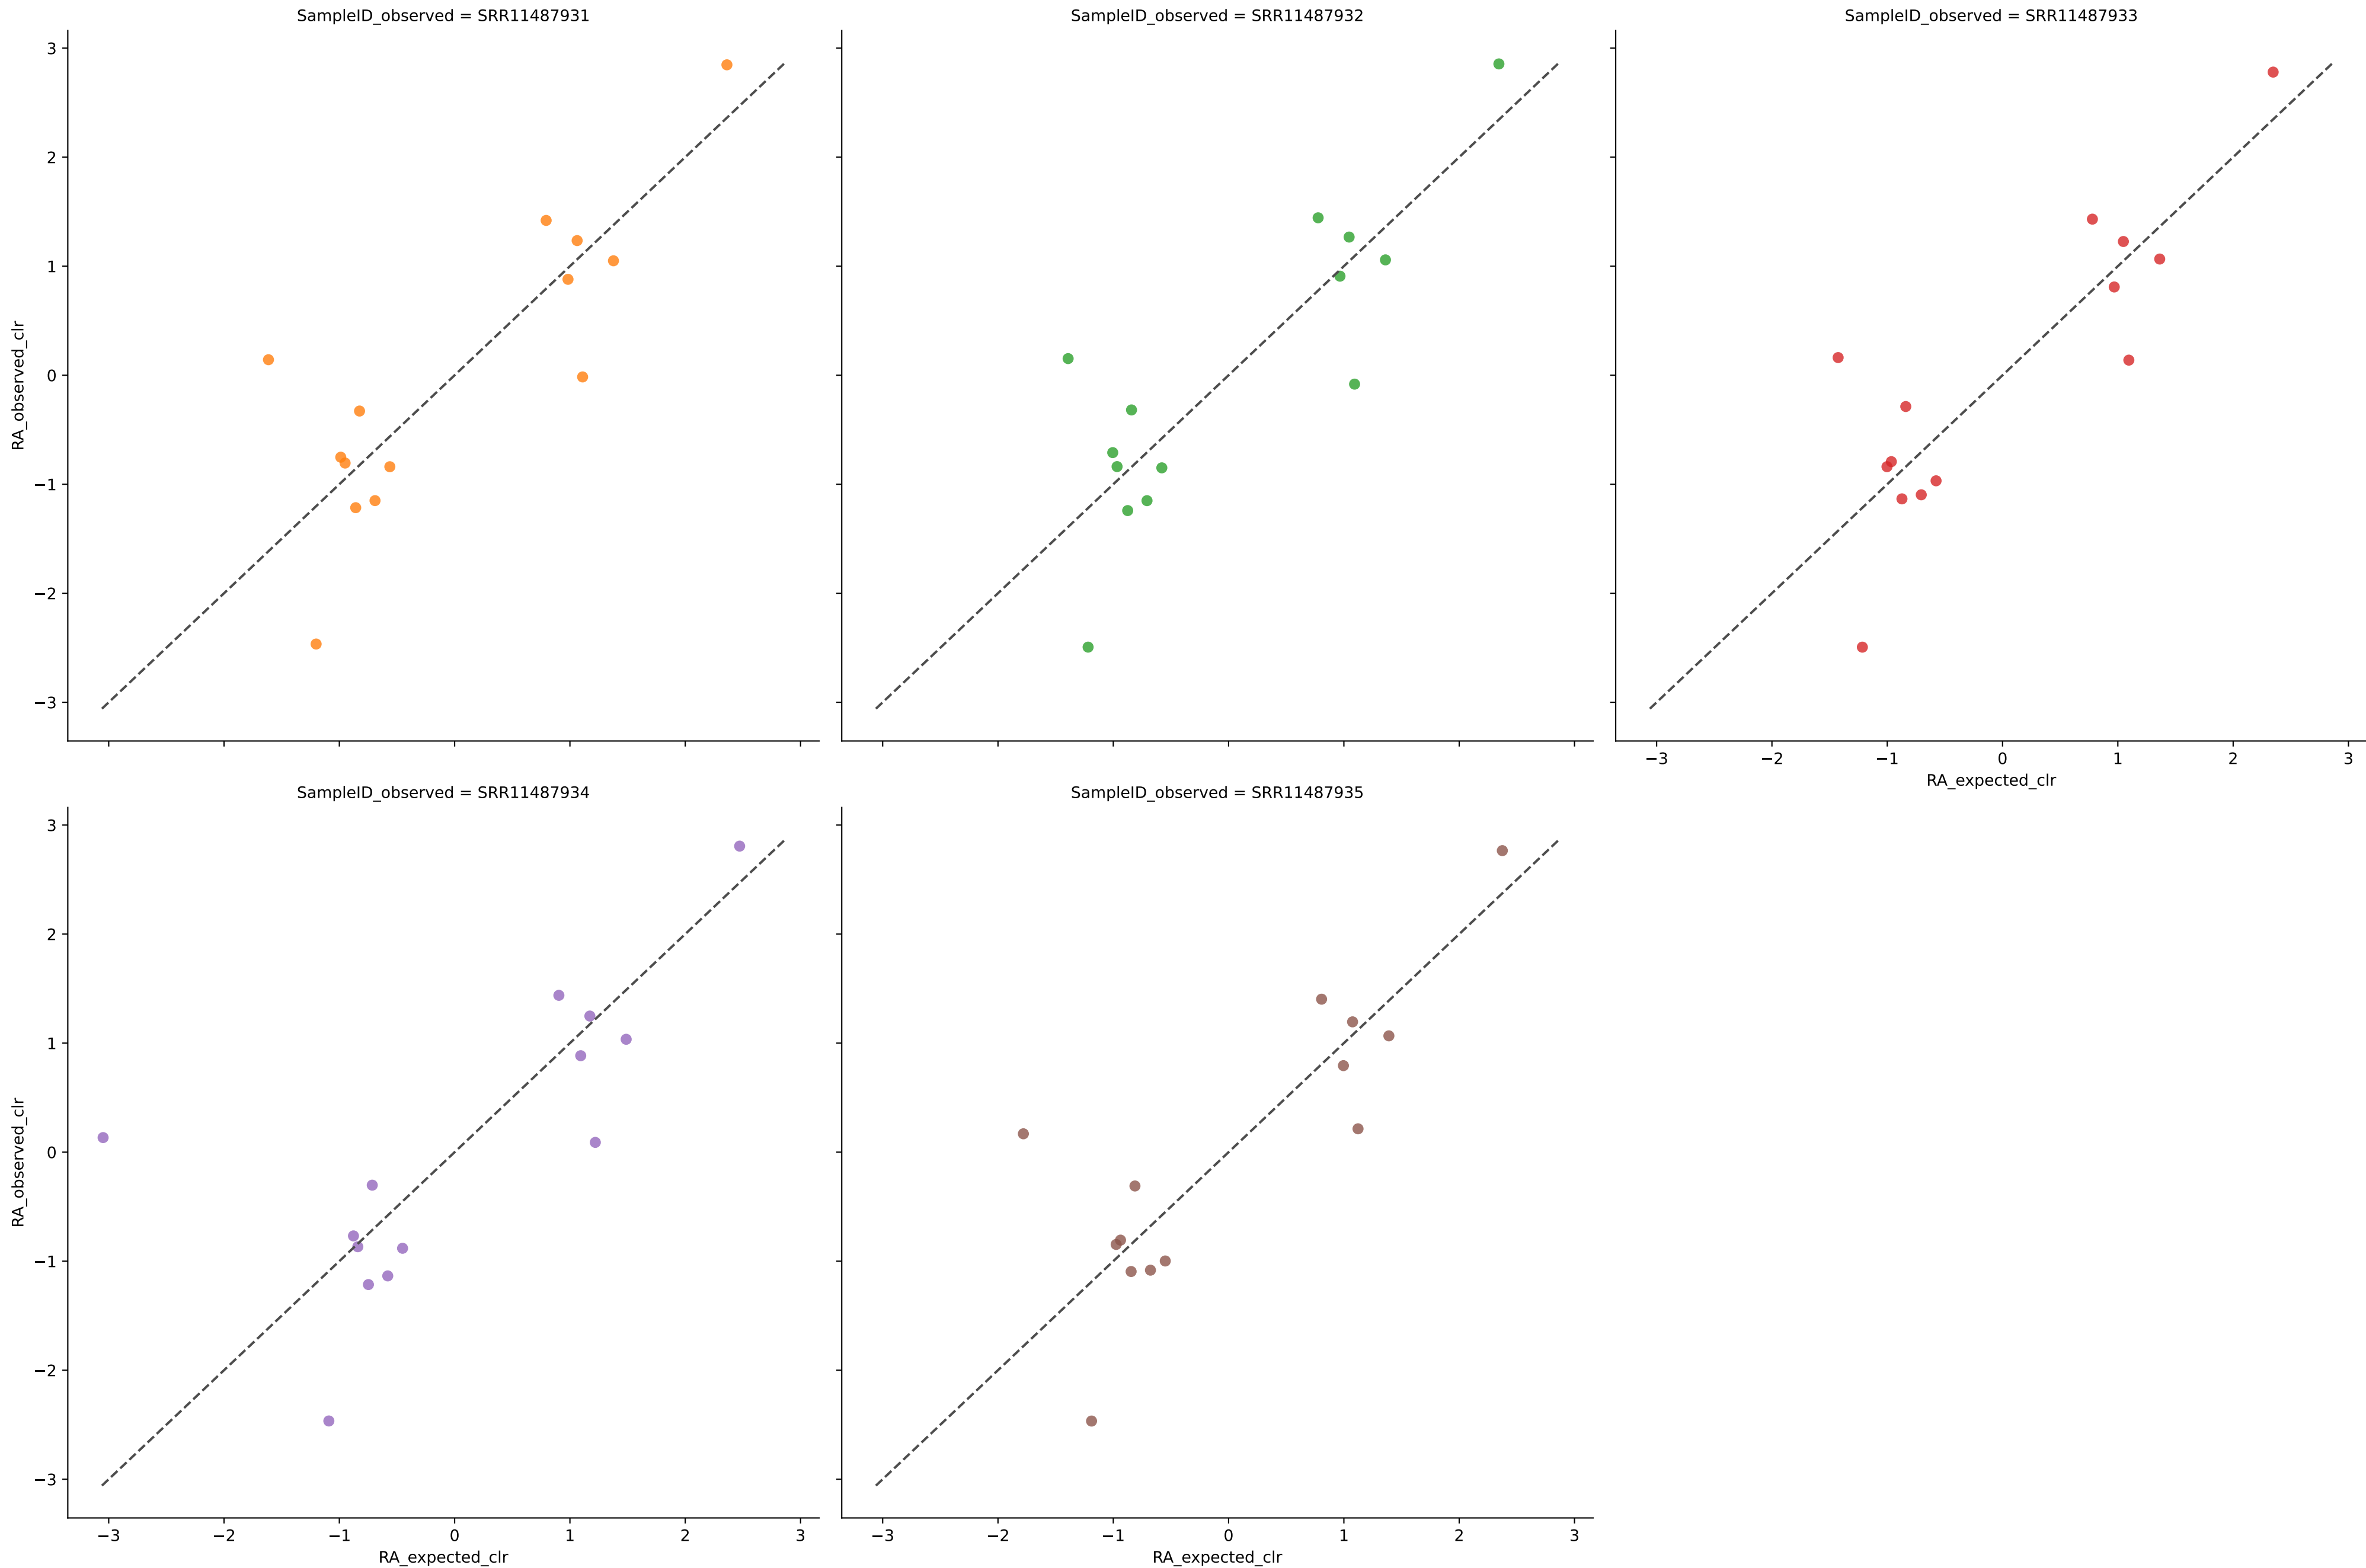 SampleID_observed = SRR11487931
SampleID_observed = SRR11487932
SampleID_observed = SRR11487933
3
2
1
0
−1
−2
−3
RA_observed_clr
−3 −2 −1 0 1 2 3
RA_expected_clr
SampleID_observed = SRR11487934
SampleID_observed = SRR11487935
3
2
1
0
−1
−2
−3
RA_observed_clr
−3 −2 −1 0 1 2 3
RA_expected_clr
−3 −2 −1 0 1 2 3
RA_expected_clr